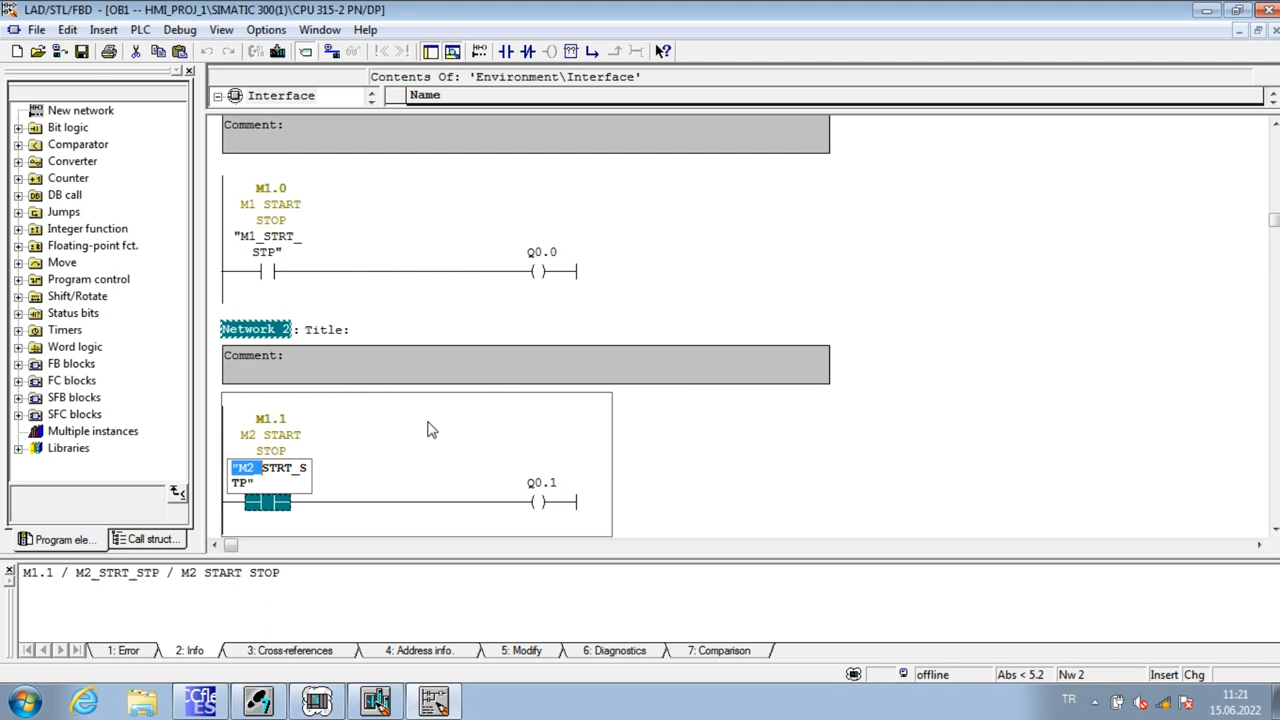 LAD/STL/FBD - [OB1 -- HMI_PROJ_1\SIMATIC 300(1)\CPU 315-2 PN/DP]
File Edit Insert PLC Debug View Options Window Help
Contents Of: 'Environment\Interface'
Interface
Name
New network
Bit logic
Comparator
Converter
Counter
DB call
Jumps
Integer function
Floating-point fct.
Move
Program control
Shift/Rotate
Status bits
Timers
Word logic
FB blocks
FC blocks
SFB blocks
SFC blocks
Multiple instances
Libraries
Program ele...
Call struct...
Comment:
M1.0
M1 START
STOP
"M1_STRT_
STP"
Q0.0
Network 2 : Title:
Comment:
M1.1
M2 START
STOP
"M2_STRT_S
TP"
Q0.1
M1.1 / M2_STRT_STP / M2 START STOP
1: Error 2: Info 3: Cross-references 4: Address info. 5: Modify 6: Diagnostics 7: Comparison
offline Abs < 5.2 Nw 2 Insert Chg
TR
11:21
15.06.2022